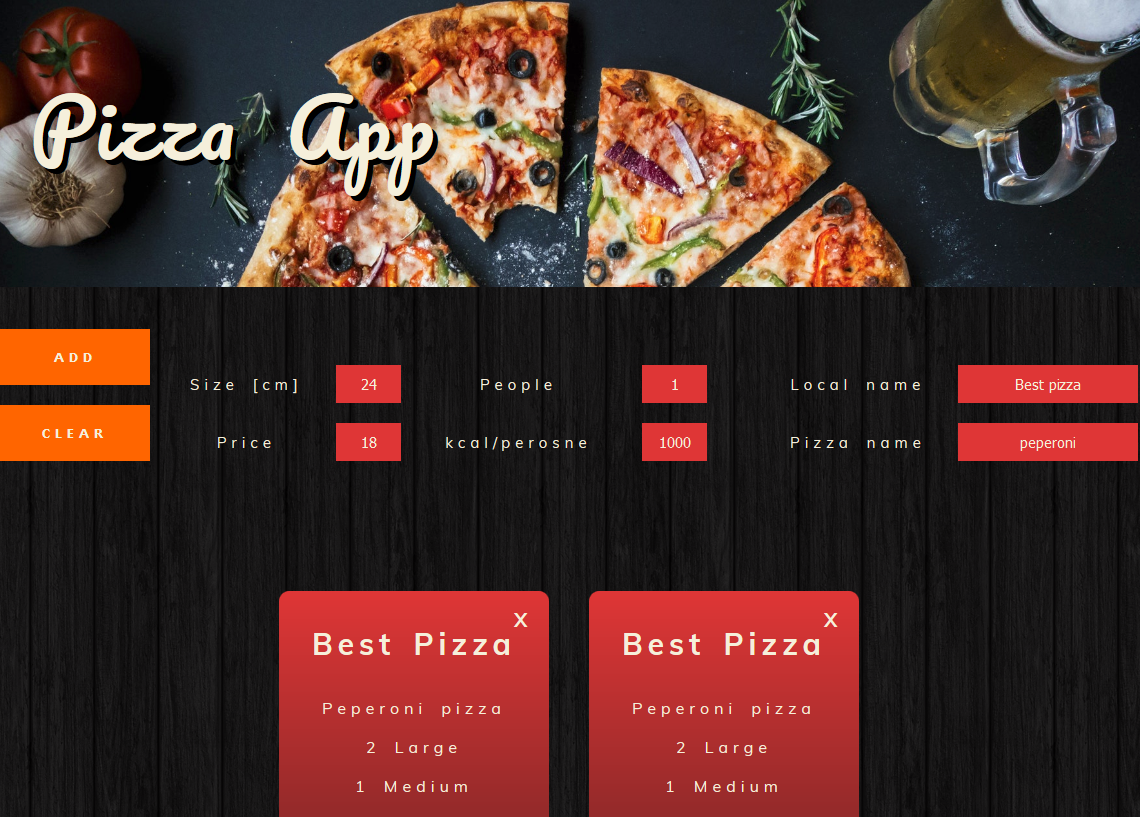 Pizza App
ADD
CLEAR
Size [cm] 24 People 1 Local name Best pizza
Price 18 kcal/perosne 1000 Pizza name peperoni
x
Best Pizza
Peperoni pizza
2 Large
1 Medium
x
Best Pizza
Peperoni pizza
2 Large
1 Medium